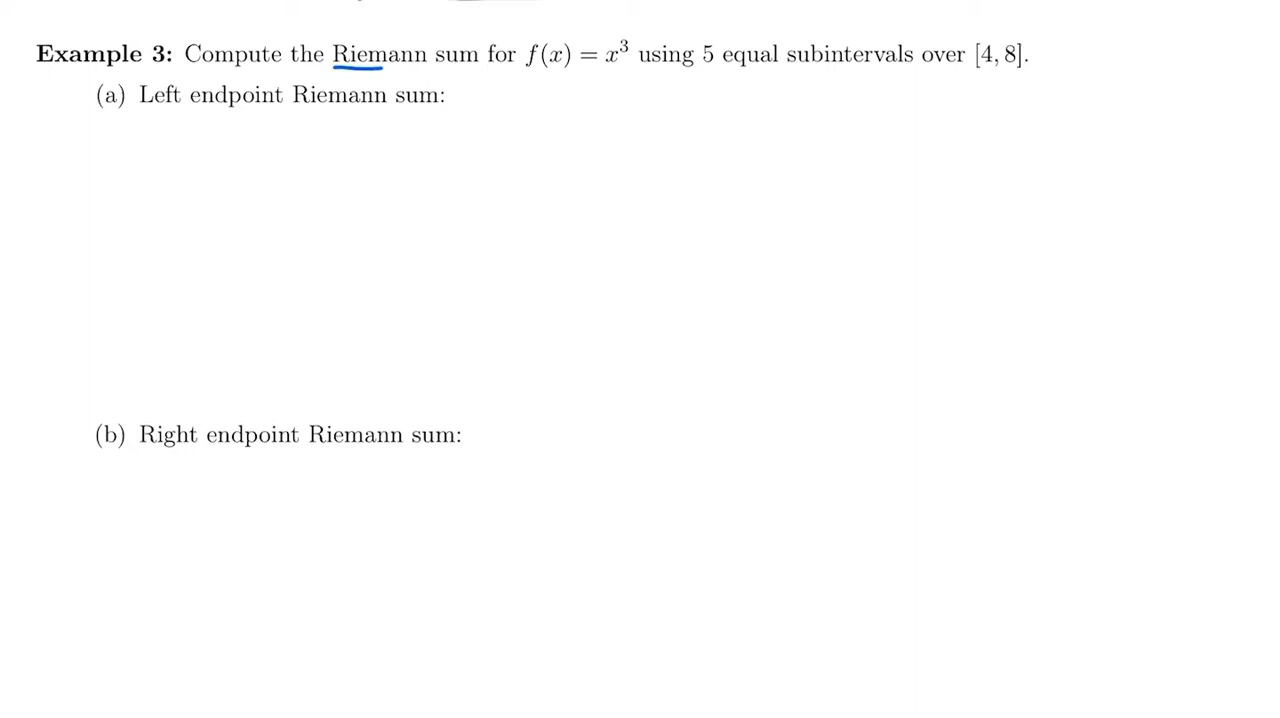 Example 3: Compute the Riemann sum for f(x) = x³ using 5 equal subintervals over [4, 8].
(a) Left endpoint Riemann sum:
(b) Right endpoint Riemann sum: